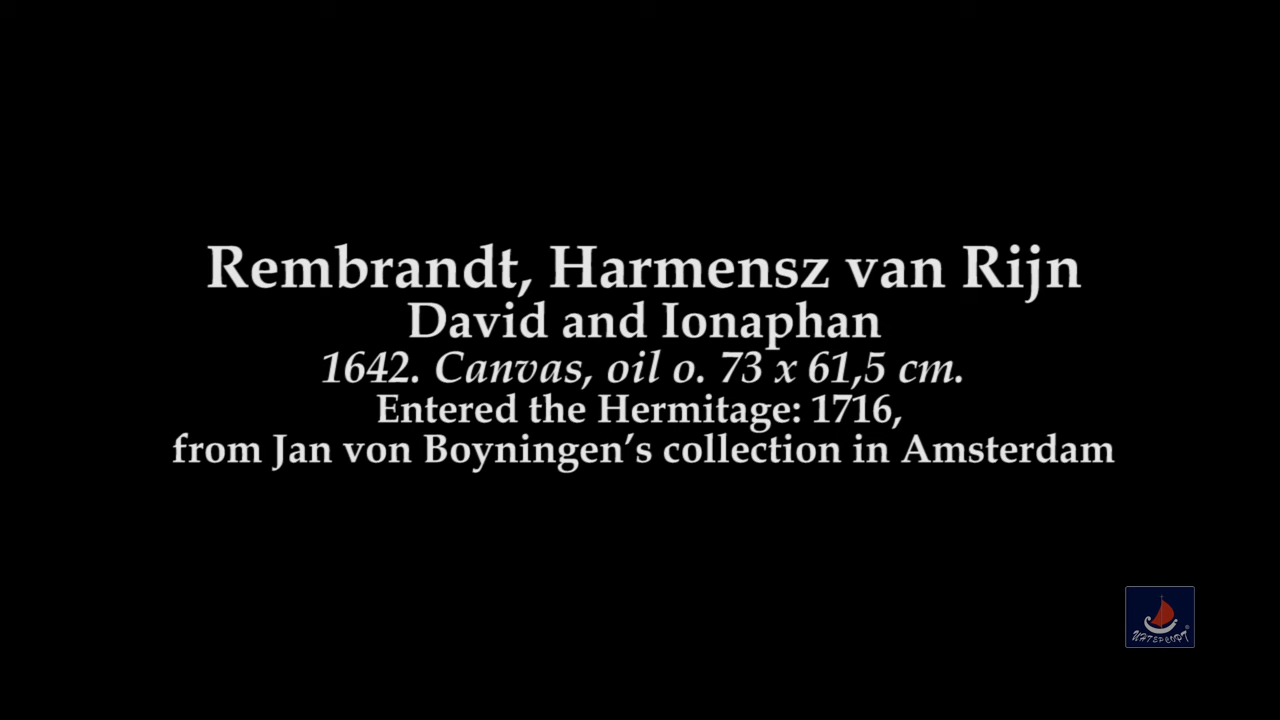 Rembrandt, Harmensz van Rijn
David and Ionaphan
1642. Canvas, oil o. 73 x 61,5 cm.
Entered the Hermitage: 1716,
from Jan von Boyningen’s collection in Amsterdam